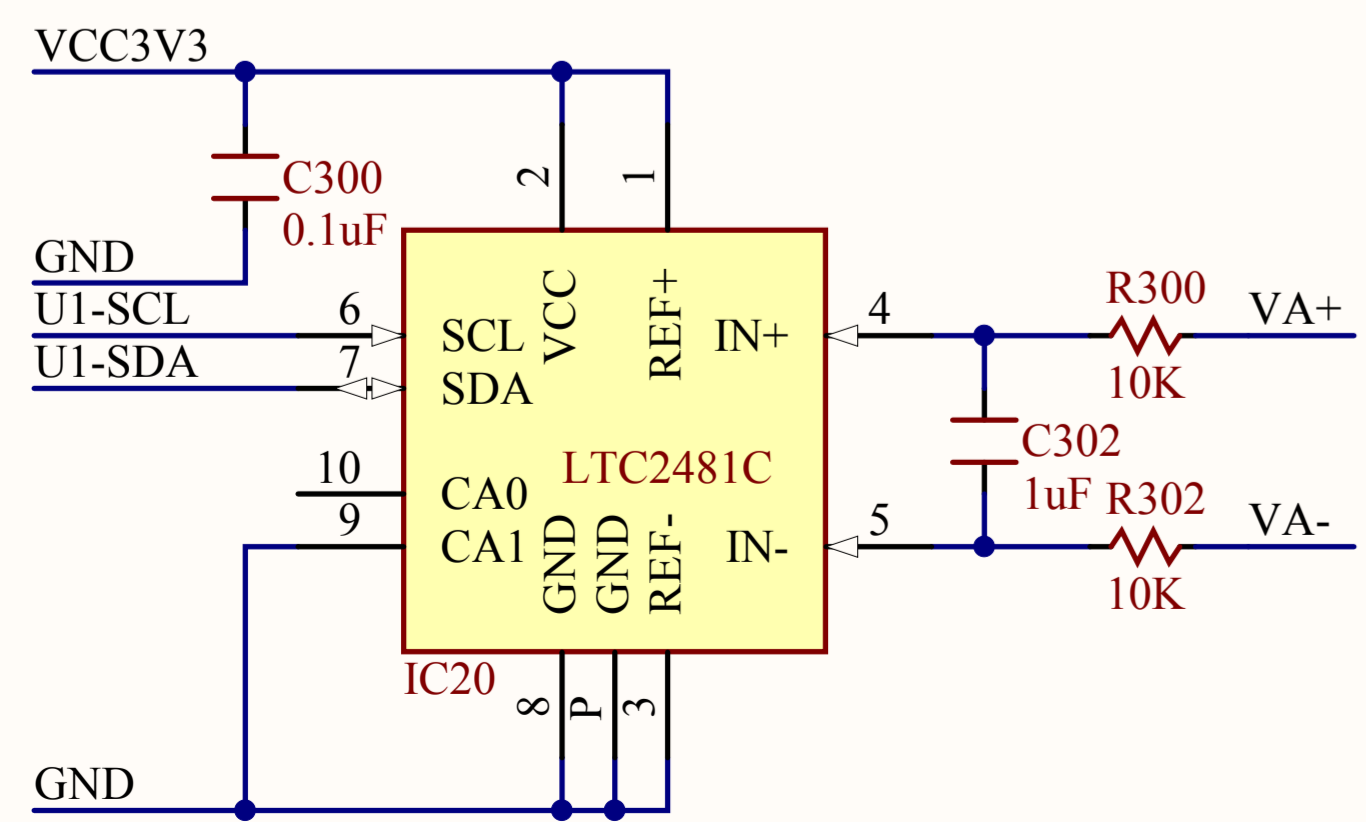 VCC3V3
C300
0.1uF
2
1
GND
U1-SCL
6
SCL
VCC
REF+
IN+
4
R300
10K
VA+
U1-SDA
7
SDA
10
CA0
LTC2481C
C302
1uF
9
CA1
GND
GND
REF-
IN-
5
R302
10K
VA-
IC20
8
P
3
GND